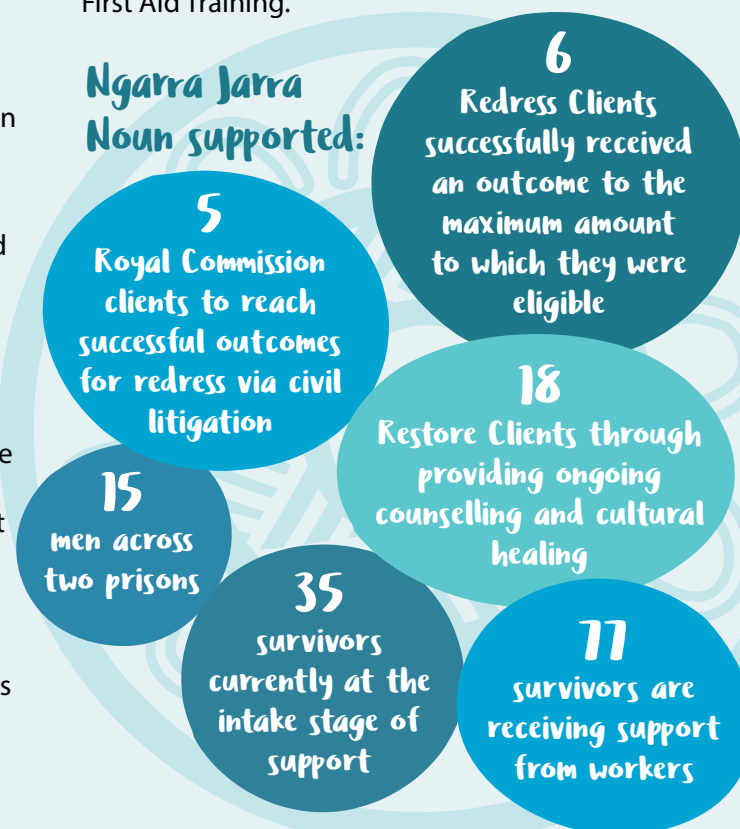 First Aid Training.
Ngarra Jarra
Noun supported:
6
Redress Clients
successfully received
an outcome to the
maximum amount
to which they were
eligible
5
Royal Commission
clients to reach
successful outcomes
for redress via civil
litigation
18
Restore Clients through
providing ongoing
counselling and cultural
healing
15
men across
two prisons
35
survivors
currently at the
intake stage of
support
77
survivors are
receiving support
from workers